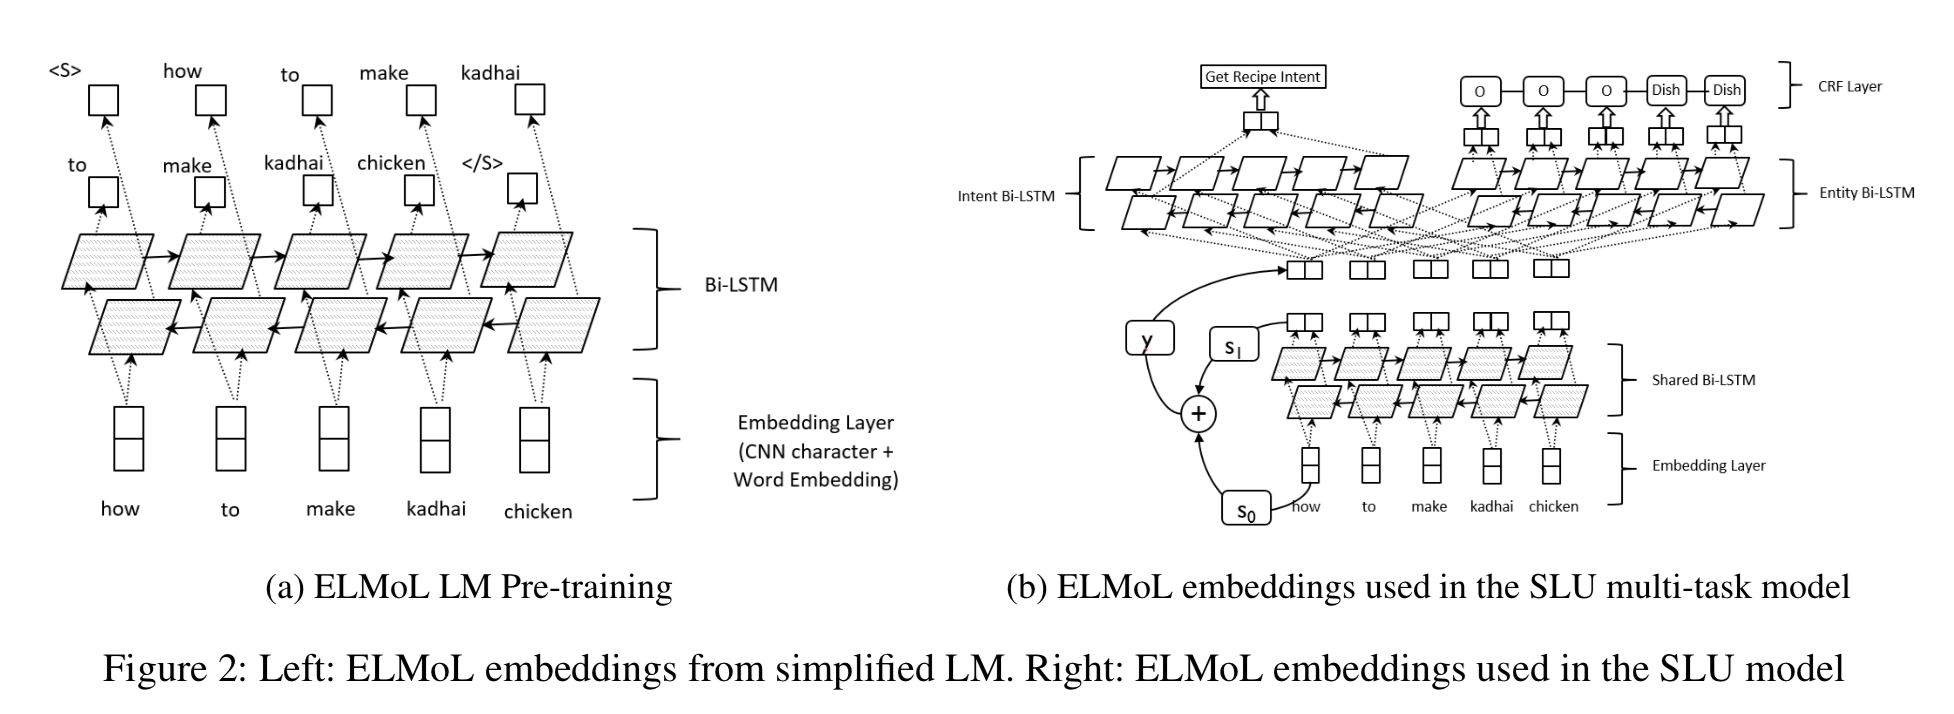 <S> how to make kadhai
to make kadhai chicken </S>
Bi-LSTM
Embedding Layer
(CNN character +
Word Embedding)
how to make kadhai chicken
(a) ELMoL LM Pre-training
Get Recipe Intent
O O O Dish Dish
CRF Layer
Intent Bi-LSTM
Entity Bi-LSTM
y
s1
+
s0
Shared Bi-LSTM
Embedding Layer
how to make kadhai chicken
(b) ELMoL embeddings used in the SLU multi-task model
Figure 2: Left: ELMoL embeddings from simplified LM. Right: ELMoL embeddings used in the SLU model